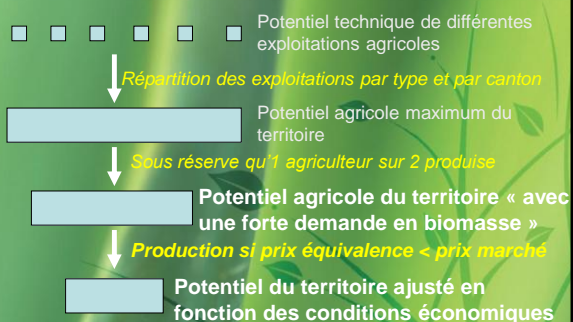 Potentiel technique de différentes
exploitations agricoles
Répartition des exploitations par type et par canton
Potentiel agricole maximum du
territoire
Sous réserve qu'1 agriculteur sur 2 produise
Potentiel agricole du territoire « avec
une forte demande en biomasse »
Production si prix équivalence < prix marché
Potentiel du territoire ajusté en
fonction des conditions économiques